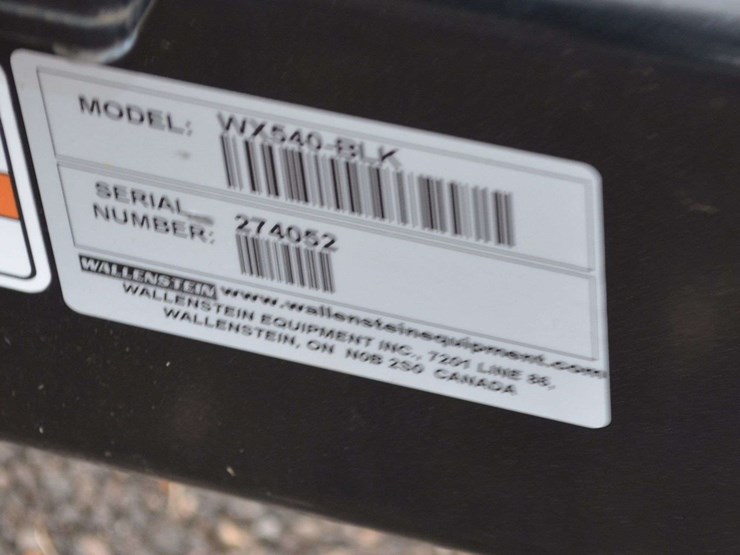 MODEL: WX540-BLK
SERIAL
NUMBER: 274052
WALLENSTEIN www.wallensteinequipment.com
WALLENSTEIN EQUIPMENT INC., 7201 LINE 86,
WALLENSTEIN, ON N0B 2S0 CANADA